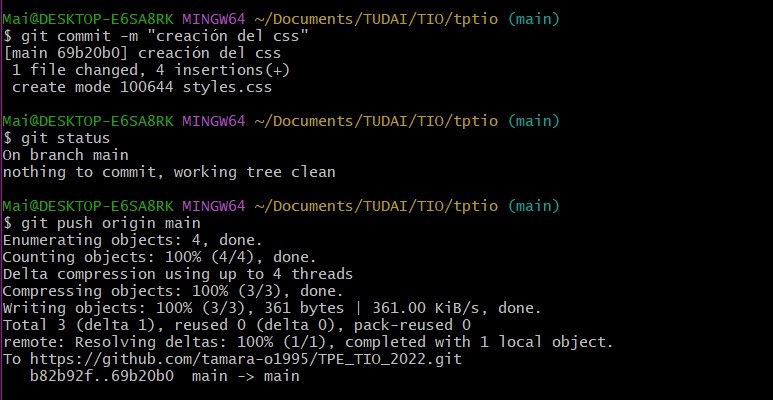 Mai@DESKTOP-E6SA8RK MINGW64 ~/Documents/TUDAI/TIO/tptio (main)
$ git commit -m "creación del css"
[main 69b20b0] creación del css
 1 file changed, 4 insertions(+)
 create mode 100644 styles.css

Mai@DESKTOP-E6SA8RK MINGW64 ~/Documents/TUDAI/TIO/tptio (main)
$ git status
On branch main
nothing to commit, working tree clean

Mai@DESKTOP-E6SA8RK MINGW64 ~/Documents/TUDAI/TIO/tptio (main)
$ git push origin main
Enumerating objects: 4, done.
Counting objects: 100% (4/4), done.
Delta compression using up to 4 threads
Compressing objects: 100% (3/3), done.
Writing objects: 100% (3/3), 361 bytes | 361.00 KiB/s, done.
Total 3 (delta 1), reused 0 (delta 0), pack-reused 0
remote: Resolving deltas: 100% (1/1), completed with 1 local object.
To https://github.com/tamara-o1995/TPE_TIO_2022.git
   b82b92f..69b20b0  main -> main